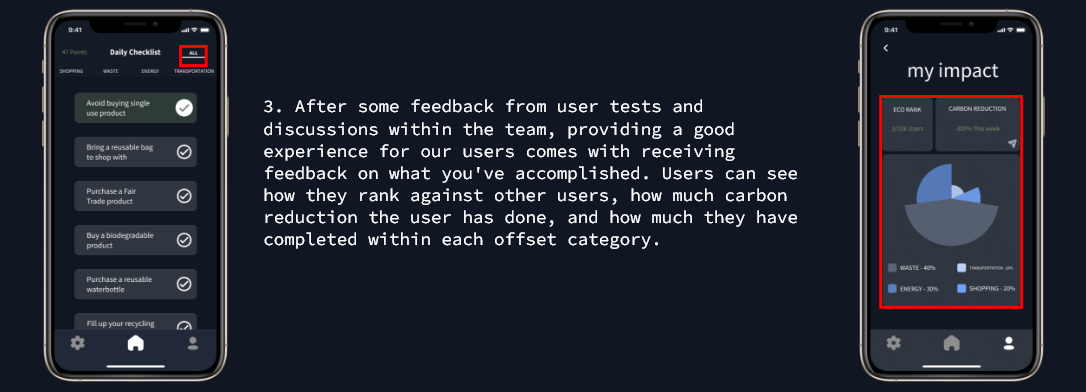 9:41
47 Points
Daily Checklist
ALL
SHOPPING
WASTE
ENERGY
TRANSPORTATION
Avoid buying single
use product
Bring a reusable bag
to shop with
Purchase a Fair
Trade product
Buy a biodegradable
product
Purchase a reusable
waterbottle
Fill up your recycling
3. After some feedback from user tests and
discussions within the team, providing a good
experience for our users comes with receiving
feedback on what you've accomplished. Users can see
how they rank against other users, how much carbon
reduction the user has done, and how much they have
completed within each offset category.
9:41
my impact
ECO RANK
CARBON REDUCTION
3/10k Users
-300% This week
WASTE - 40%
TRANSPORTATION- 10%
ENERGY - 30%
SHOPPING - 20%